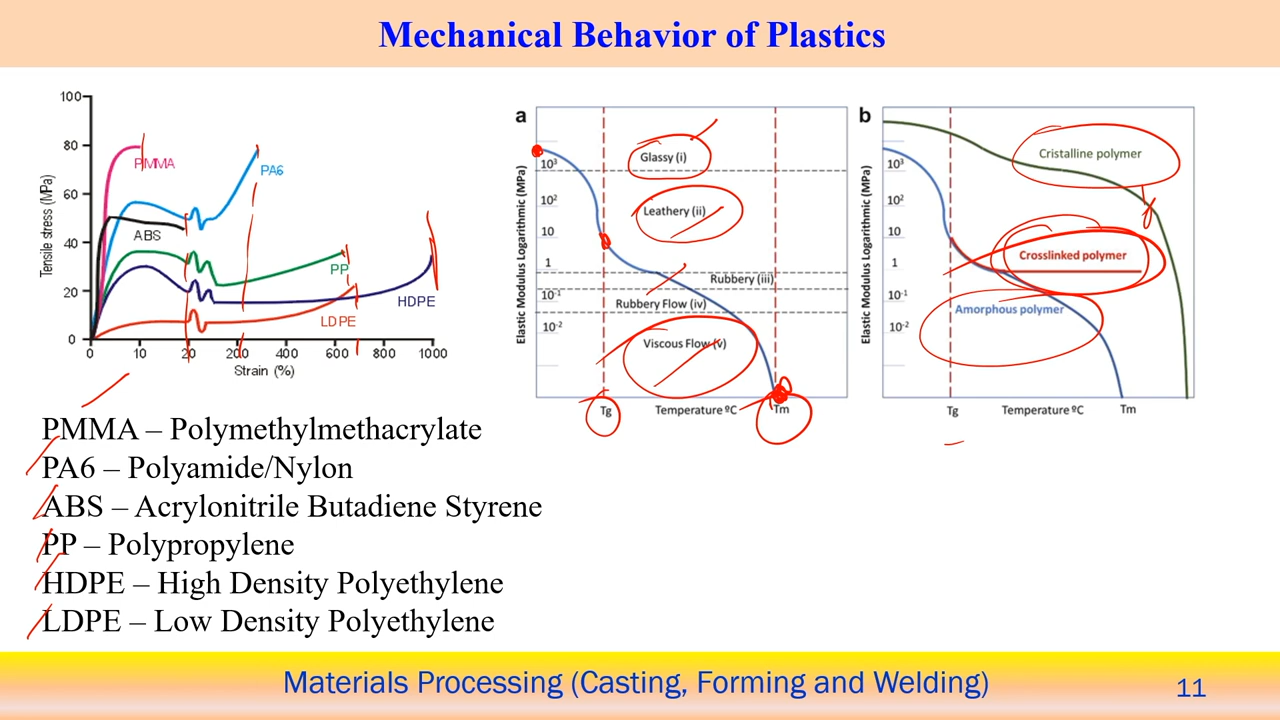 Mechanical Behavior of Plastics
100
80
60
40
20
0
Tensile stress (MPa)
PMMA
PA6
ABS
PP
HDPE
LDPE
0 10 20 200 400 600 800 1000
Strain (%)
a
Elastic Modulus Logarithmic (MPa)
10³
10²
10
1
10⁻¹
10⁻²
Glassy (i)
Leathery (ii)
Rubbery (iii)
Rubbery Flow (iv)
Viscous Flow (v)
Tg Temperature ºC Tm
b
Elastic Modulus Logarithmic (MPa)
10³
10²
10
1
10⁻¹
10⁻²
Cristalline polymer
Crosslinked polymer
Amorphous polymer
Tg Temperature ºC Tm
PMMA – Polymethylmethacrylate
PA6 – Polyamide/Nylon
ABS – Acrylonitrile Butadiene Styrene
PP – Polypropylene
HDPE – High Density Polyethylene
LDPE – Low Density Polyethylene
Materials Processing (Casting, Forming and Welding)
11